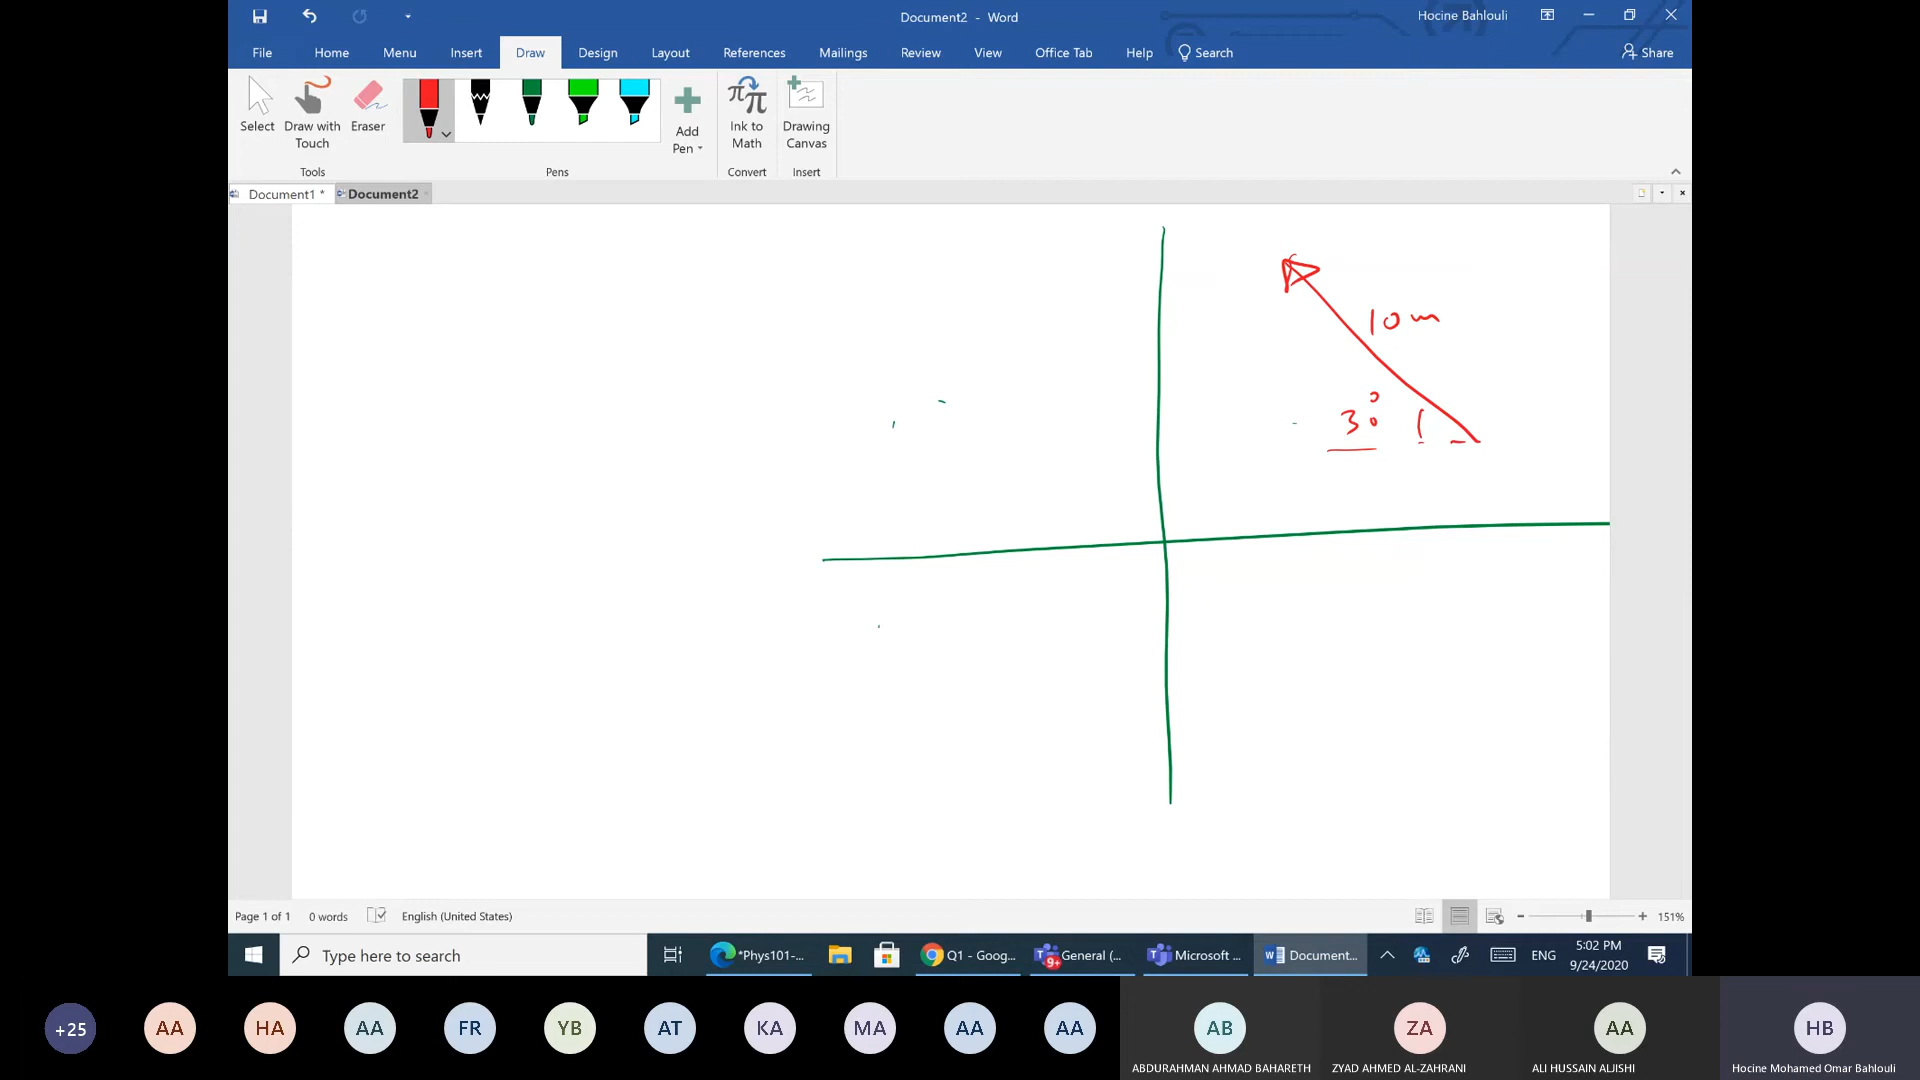 Document2 - Word
Hocine Bahlouli
File Home Menu Insert Draw Design Layout References Mailings Review View Office Tab Help Search Share
Select
Draw with Touch
Eraser
Add Pen
Ink to Math
Drawing Canvas
Tools Pens Convert Insert
Document1 * Document2
10 m
30°
Page 1 of 1 0 words English (United States) 151%
Type here to search
*Phys101-... Q1 - Goog... 9+ General (... Microsoft ... Document... ENG
5:02 PM
9/24/2020
+25 AA HA AA FR YB AT KA MA AA AA AB ZA AA HB
ABDURAHMAN AHMAD BAHARETH ZYAD AHMED AL-ZAHRANI ALI HUSSAIN ALJISHI Hocine Mohamed Omar Bahlouli